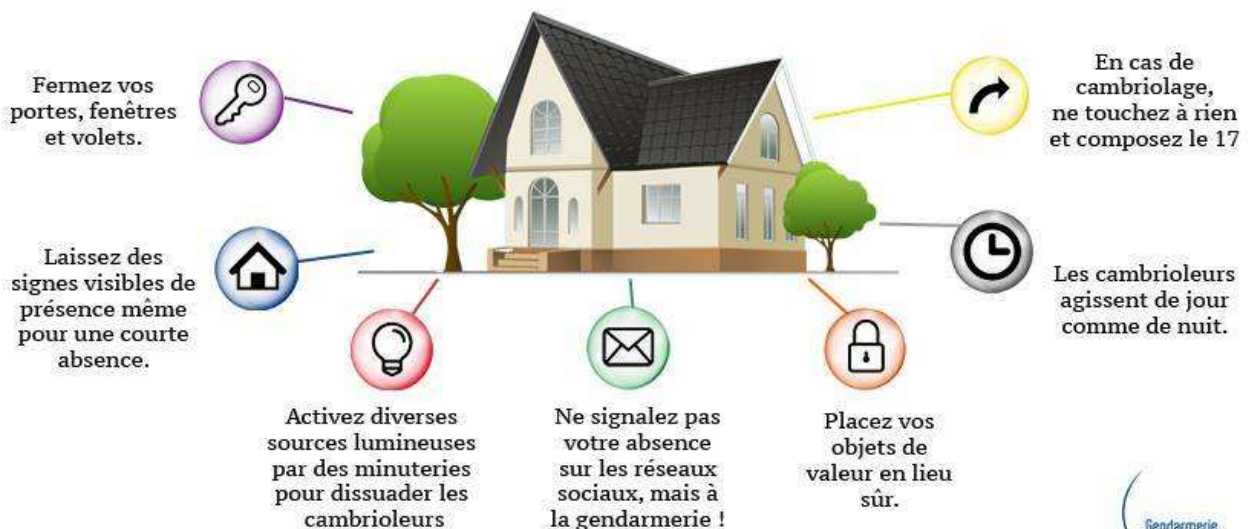 Fermez vos
portes, fenêtres
et volets.
Laissez des
signes visibles de
présence même
pour une courte
absence.
Activez diverses
sources lumineuses
par des minuteries
pour dissuader les
cambrioleurs
Ne signalez pas
votre absence
sur les réseaux
sociaux, mais à
la gendarmerie !
Placez vos
objets de
valeur en lieu
sûr.
Les cambrioleurs
agissent de jour
comme de nuit.
En cas de
cambriolage,
ne touchez à rien
et composez le 17
Gendarmerie